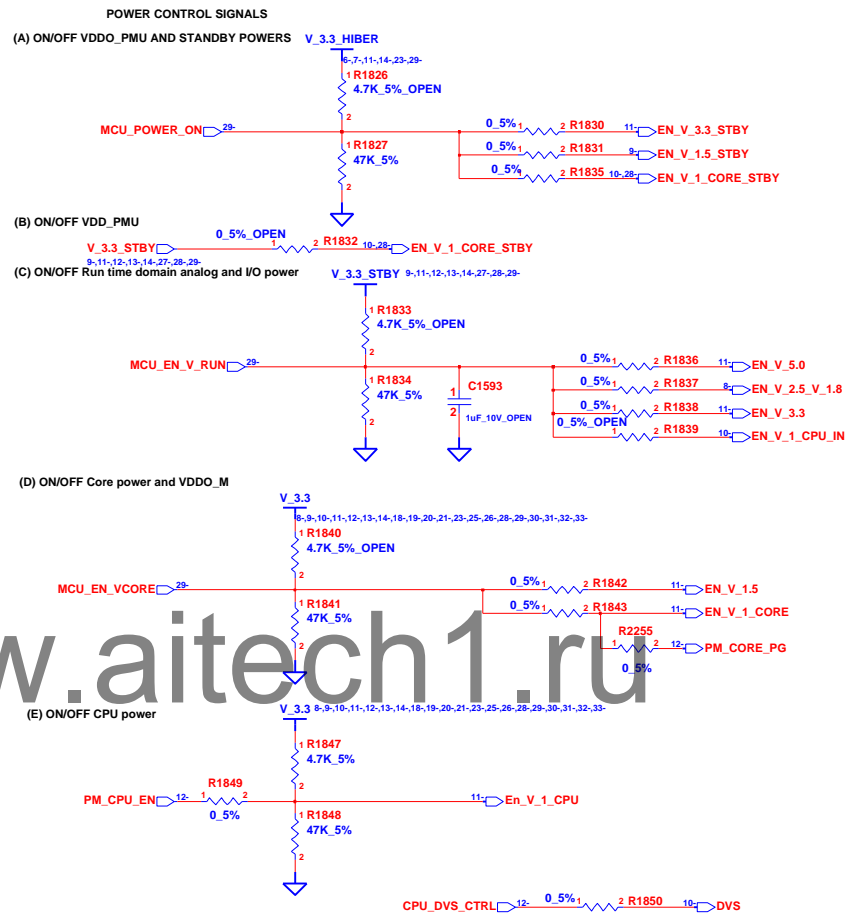 POWER CONTROL SIGNALS
(A) ON/OFF VDDO_PMU AND STANDBY POWERS
V_3.3_HIBER
6-,7-,11-,14-,23-,29-
1 R1826
4.7K_5%_OPEN
2
MCU_POWER_ON 29-
1 R1827
47K_5%
2
0_5% 1 2 R1830 11- EN_V_3.3_STBY
0_5% 1 2 R1831 9- EN_V_1.5_STBY
0_5% 1 2 R1835 10-,28- EN_V_1_CORE_STBY
(B) ON/OFF VDD_PMU
0_5%_OPEN
V_3.3_STBY 1 2 R1832 10-,28- EN_V_1_CORE_STBY
9-,11-,12-,13-,14-,27-,28-,29-
(C) ON/OFF Run time domain analog and I/O power
V_3.3_STBY 9-,11-,12-,13-,14-,27-,28-,29-
1 R1833
4.7K_5%_OPEN
2
MCU_EN_V_RUN 29-
1 R1834
47K_5%
2
C1593
1
2
1uF_10V_OPEN
0_5% 1 2 R1836 11- EN_V_5.0
0_5% 1 2 R1837 8- EN_V_2.5_V_1.8
0_5% 1 2 R1838 11- EN_V_3.3
0_5%_OPEN
1 2 R1839 10- EN_V_1_CPU_IN
(D) ON/OFF Core power and VDDO_M
V_3.3
8-,9-,10-,11-,12-,13-,14-,18-,19-,20-,21-,23-,25-,26-,28-,29-,30-,31-,32-,33-
1 R1840
4.7K_5%_OPEN
2
MCU_EN_VCORE 29-
1 R1841
47K_5%
2
0_5% 1 2 R1842 11- EN_V_1.5
0_5% 1 2 R1843 11- EN_V_1_CORE
R2255
1 2 12- PM_CORE_PG
0_5%
w.aitech1.ru
(E) ON/OFF CPU power
V_3.3 8-,9-,10-,11-,12-,13-,14-,18-,19-,20-,21-,23-,25-,26-,28-,29-,30-,31-,32-,33-
1 R1847
4.7K_5%
2
R1849
PM_CPU_EN 12- 1 2
0_5%
11- En_V_1_CPU
1 R1848
47K_5%
2
CPU_DVS_CTRL 12- 0_5% 1 2 R1850 10- DVS